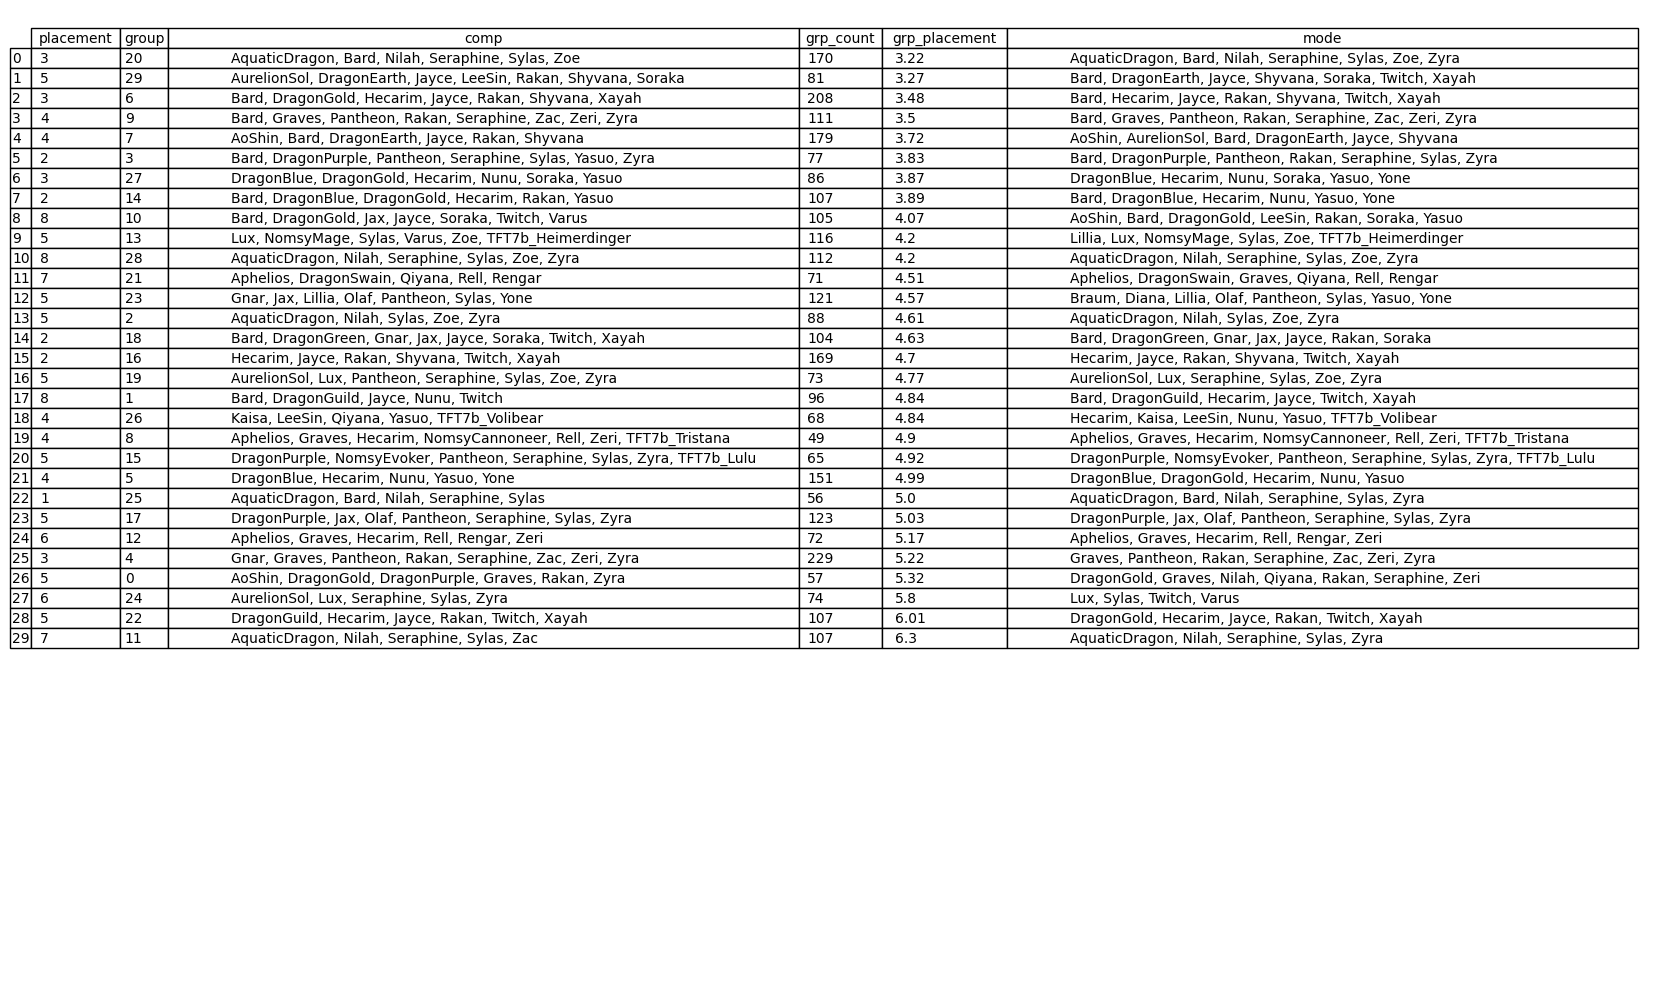 placement group comp grp_count grp_placement mode
0 3 20 AquaticDragon, Bard, Nilah, Seraphine, Sylas, Zoe 170 3.22 AquaticDragon, Bard, Nilah, Seraphine, Sylas, Zoe, Zyra
1 5 29 AurelionSol, DragonEarth, Jayce, LeeSin, Rakan, Shyvana, Soraka 81 3.27 Bard, DragonEarth, Jayce, Shyvana, Soraka, Twitch, Xayah
2 3 6 Bard, DragonGold, Hecarim, Jayce, Rakan, Shyvana, Xayah 208 3.48 Bard, Hecarim, Jayce, Rakan, Shyvana, Twitch, Xayah
3 4 9 Bard, Graves, Pantheon, Rakan, Seraphine, Zac, Zeri, Zyra 111 3.5 Bard, Graves, Pantheon, Rakan, Seraphine, Zac, Zeri, Zyra
4 4 7 AoShin, Bard, DragonEarth, Jayce, Rakan, Shyvana 179 3.72 AoShin, AurelionSol, Bard, DragonEarth, Jayce, Shyvana
5 2 3 Bard, DragonPurple, Pantheon, Seraphine, Sylas, Yasuo, Zyra 77 3.83 Bard, DragonPurple, Pantheon, Rakan, Seraphine, Sylas, Zyra
6 3 27 DragonBlue, DragonGold, Hecarim, Nunu, Soraka, Yasuo 86 3.87 DragonBlue, Hecarim, Nunu, Soraka, Yasuo, Yone
7 2 14 Bard, DragonBlue, DragonGold, Hecarim, Rakan, Yasuo 107 3.89 Bard, DragonBlue, Hecarim, Nunu, Yasuo, Yone
8 8 10 Bard, DragonGold, Jax, Jayce, Soraka, Twitch, Varus 105 4.07 AoShin, Bard, DragonGold, LeeSin, Rakan, Soraka, Yasuo
9 5 13 Lux, NomsyMage, Sylas, Varus, Zoe, TFT7b_Heimerdinger 116 4.2 Lillia, Lux, NomsyMage, Sylas, Zoe, TFT7b_Heimerdinger
10 8 28 AquaticDragon, Nilah, Seraphine, Sylas, Zoe, Zyra 112 4.2 AquaticDragon, Nilah, Seraphine, Sylas, Zoe, Zyra
11 7 21 Aphelios, DragonSwain, Qiyana, Rell, Rengar 71 4.51 Aphelios, DragonSwain, Graves, Qiyana, Rell, Rengar
12 5 23 Gnar, Jax, Lillia, Olaf, Pantheon, Sylas, Yone 121 4.57 Braum, Diana, Lillia, Olaf, Pantheon, Sylas, Yasuo, Yone
13 5 2 AquaticDragon, Nilah, Sylas, Zoe, Zyra 88 4.61 AquaticDragon, Nilah, Sylas, Zoe, Zyra
14 2 18 Bard, DragonGreen, Gnar, Jax, Jayce, Soraka, Twitch, Xayah 104 4.63 Bard, DragonGreen, Gnar, Jax, Jayce, Rakan, Soraka
15 2 16 Hecarim, Jayce, Rakan, Shyvana, Twitch, Xayah 169 4.7 Hecarim, Jayce, Rakan, Shyvana, Twitch, Xayah
16 5 19 AurelionSol, Lux, Pantheon, Seraphine, Sylas, Zoe, Zyra 73 4.77 AurelionSol, Lux, Seraphine, Sylas, Zoe, Zyra
17 8 1 Bard, DragonGuild, Jayce, Nunu, Twitch 96 4.84 Bard, DragonGuild, Hecarim, Jayce, Twitch, Xayah
18 4 26 Kaisa, LeeSin, Qiyana, Yasuo, TFT7b_Volibear 68 4.84 Hecarim, Kaisa, LeeSin, Nunu, Yasuo, TFT7b_Volibear
19 4 8 Aphelios, Graves, Hecarim, NomsyCannoneer, Rell, Zeri, TFT7b_Tristana 49 4.9 Aphelios, Graves, Hecarim, NomsyCannoneer, Rell, Zeri, TFT7b_Tristana
20 5 15 DragonPurple, NomsyEvoker, Pantheon, Seraphine, Sylas, Zyra, TFT7b_Lulu 65 4.92 DragonPurple, NomsyEvoker, Pantheon, Seraphine, Sylas, Zyra, TFT7b_Lulu
21 4 5 DragonBlue, Hecarim, Nunu, Yasuo, Yone 151 4.99 DragonBlue, DragonGold, Hecarim, Nunu, Yasuo
22 1 25 AquaticDragon, Bard, Nilah, Seraphine, Sylas 56 5.0 AquaticDragon, Bard, Nilah, Seraphine, Sylas, Zyra
23 5 17 DragonPurple, Jax, Olaf, Pantheon, Seraphine, Sylas, Zyra 123 5.03 DragonPurple, Jax, Olaf, Pantheon, Seraphine, Sylas, Zyra
24 6 12 Aphelios, Graves, Hecarim, Rell, Rengar, Zeri 72 5.17 Aphelios, Graves, Hecarim, Rell, Rengar, Zeri
25 3 4 Gnar, Graves, Pantheon, Rakan, Seraphine, Zac, Zeri, Zyra 229 5.22 Graves, Pantheon, Rakan, Seraphine, Zac, Zeri, Zyra
26 5 0 AoShin, DragonGold, DragonPurple, Graves, Rakan, Zyra 57 5.32 DragonGold, Graves, Nilah, Qiyana, Rakan, Seraphine, Zeri
27 6 24 AurelionSol, Lux, Seraphine, Sylas, Zyra 74 5.8 Lux, Sylas, Twitch, Varus
28 5 22 DragonGuild, Hecarim, Jayce, Rakan, Twitch, Xayah 107 6.01 DragonGold, Hecarim, Jayce, Rakan, Twitch, Xayah
29 7 11 AquaticDragon, Nilah, Seraphine, Sylas, Zac 107 6.3 AquaticDragon, Nilah, Seraphine, Sylas, Zyra